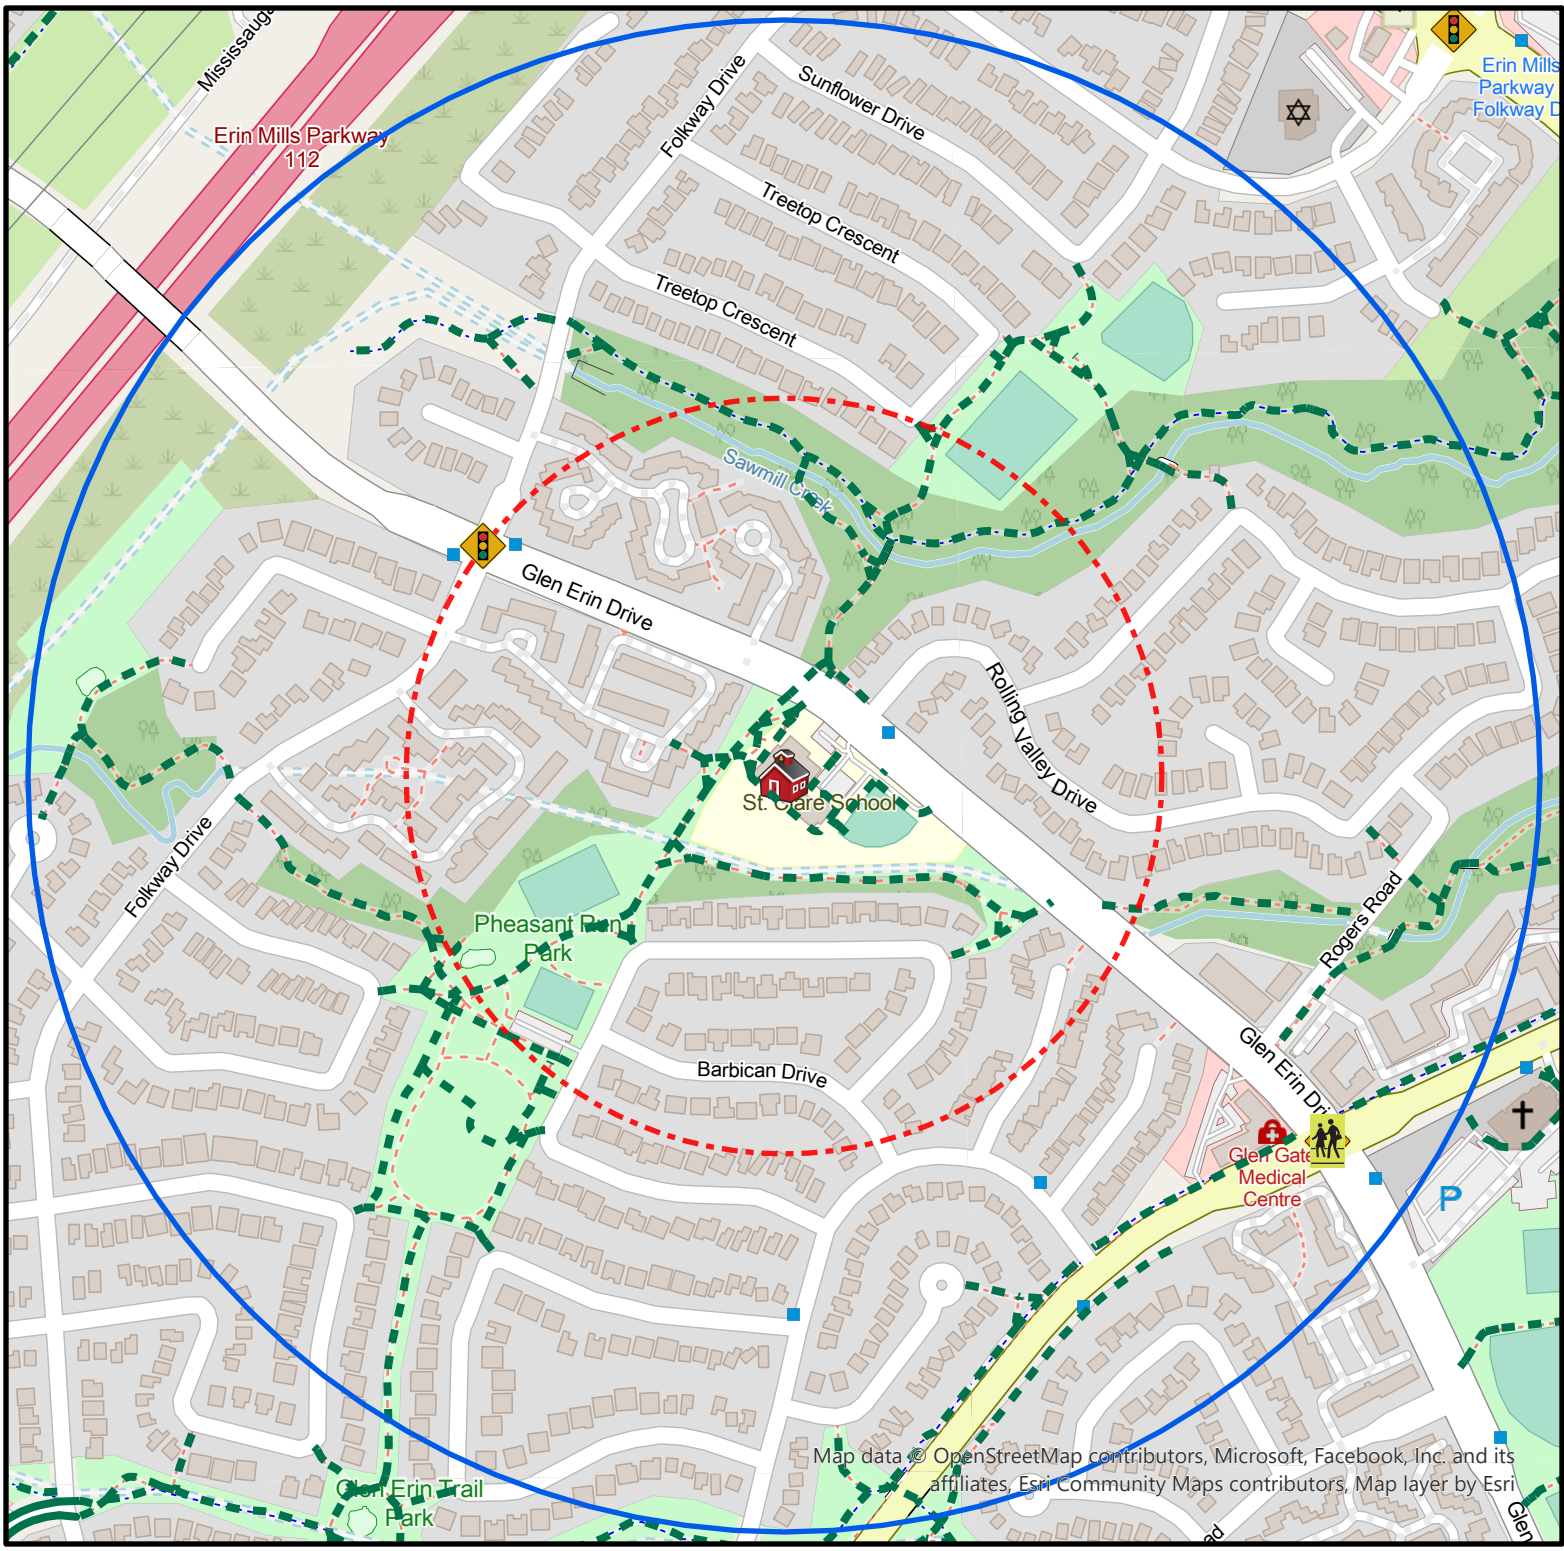 Mississauga
Erin Mills Parkway
112
Folkway Drive
Sunflower Drive
Erin Mills
Parkway
Folkway D
Treetop Crescent
Treetop Crescent
Sawmill Creek
Glen Erin Drive
Rolling Valley Drive
St. Clare School
Folkway Drive
Pheasant Run
Park
Rogers Road
Barbican Drive
Glen Erin Dri
Glen Gate
Medical
Centre
P
Map data © OpenStreetMap contributors, Microsoft, Facebook, Inc. and its
affiliates, Esri Community Maps contributors, Map layer by Esri
Glen Erin Trail
Park
ad
Glen